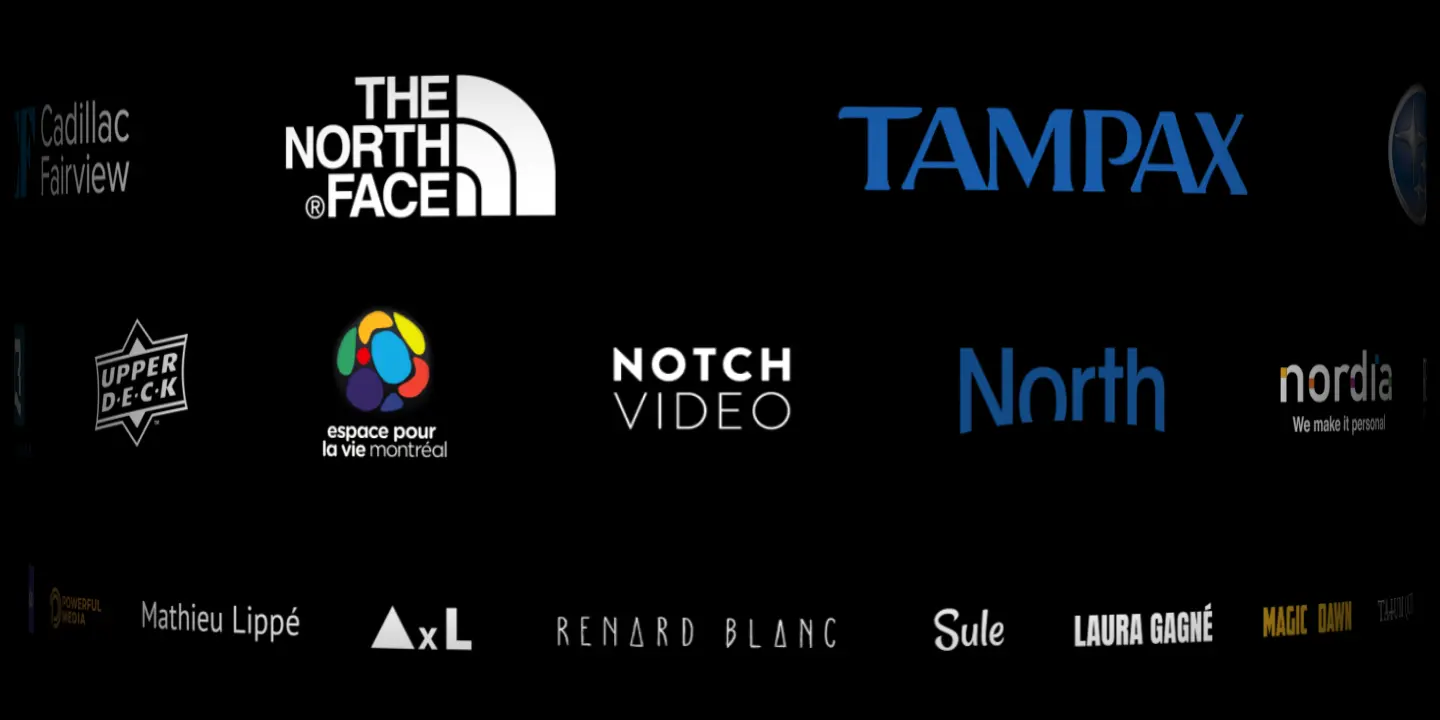 Cadillac
Fairview
THE
NORTH
®FACE
TAMPAX
UPPER
D·E·C·K
™
espace pour
la vie montréal
NOTCH
VIDEO
North
nordia
We make it personal
POWERFUL
MEDIA
Mathieu Lippé
▲xL
RENARD BLANC
Sule
LAURA GAGNÉ
MAGIC DAWN